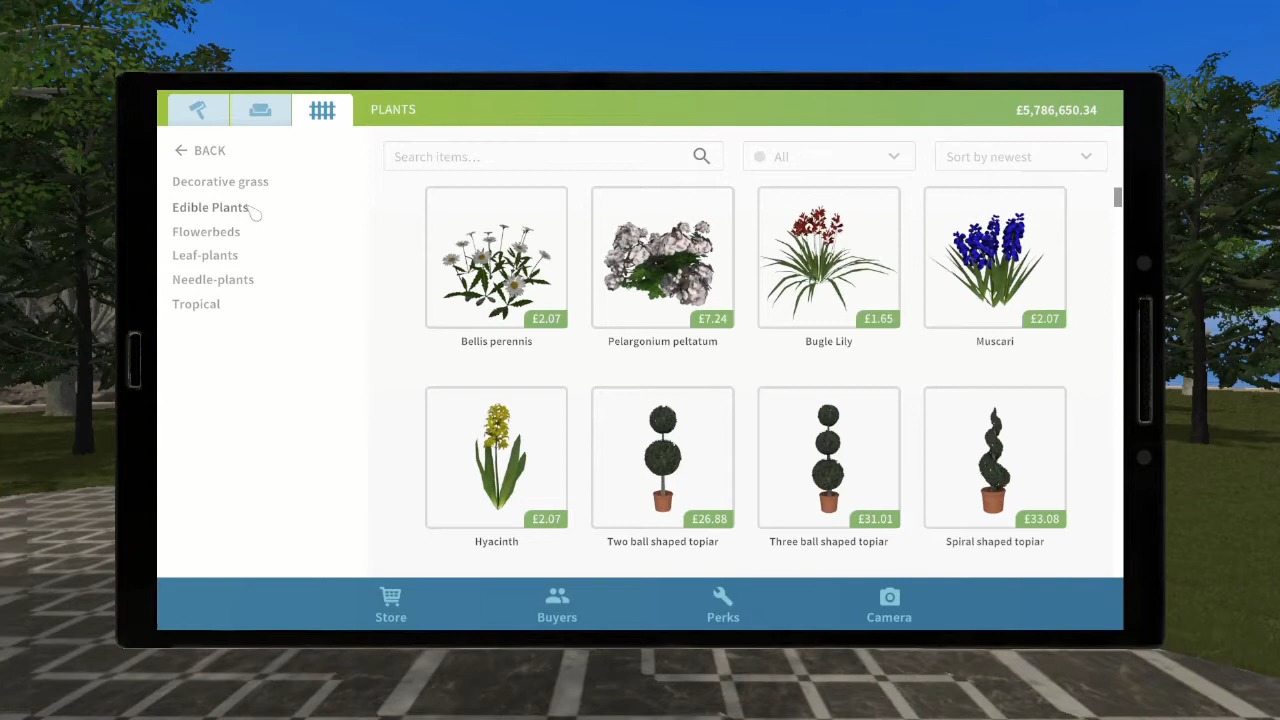 PLANTS
£5,786,650.34
BACK
Search items...
All
Sort by newest
Decorative grass
Edible Plants
Flowerbeds
Leaf-plants
Needle-plants
Tropical
£2.07
£7.24
£1.65
£2.07
Bellis perennis
Pelargonium peltatum
Bugle Lily
Muscari
£2.07
£26.88
£31.01
£33.08
Hyacinth
Two ball shaped topiar
Three ball shaped topiar
Spiral shaped topiar
Store
Buyers
Perks
Camera